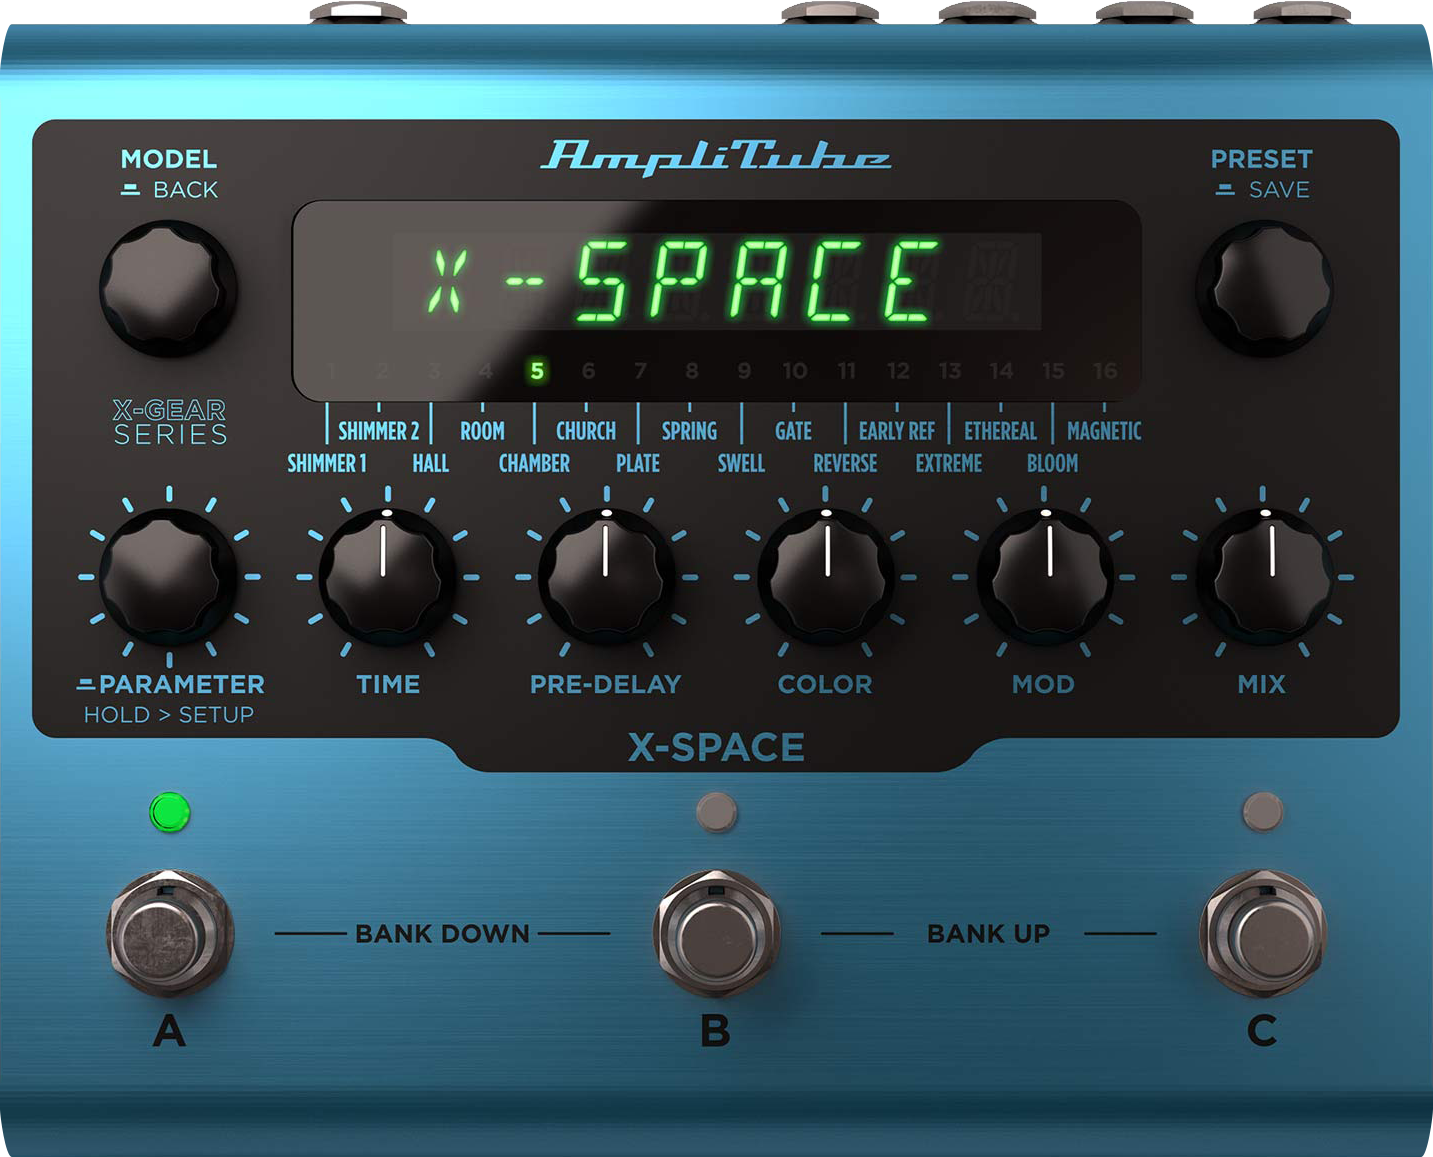 AmpliTube
MODEL
BACK
PRESET
SAVE
X-SPACE
1 2 3 4 5 6 7 8 9 10 11 12 13 14 15 16
X-GEAR
SERIES
SHIMMER 2 ROOM CHURCH SPRING GATE EARLY REF ETHEREAL MAGNETIC
SHIMMER 1 HALL CHAMBER PLATE SWELL REVERSE EXTREME BLOOM
PARAMETER TIME PRE-DELAY COLOR MOD MIX
HOLD > SETUP
X-SPACE
BANK DOWN BANK UP
A B C